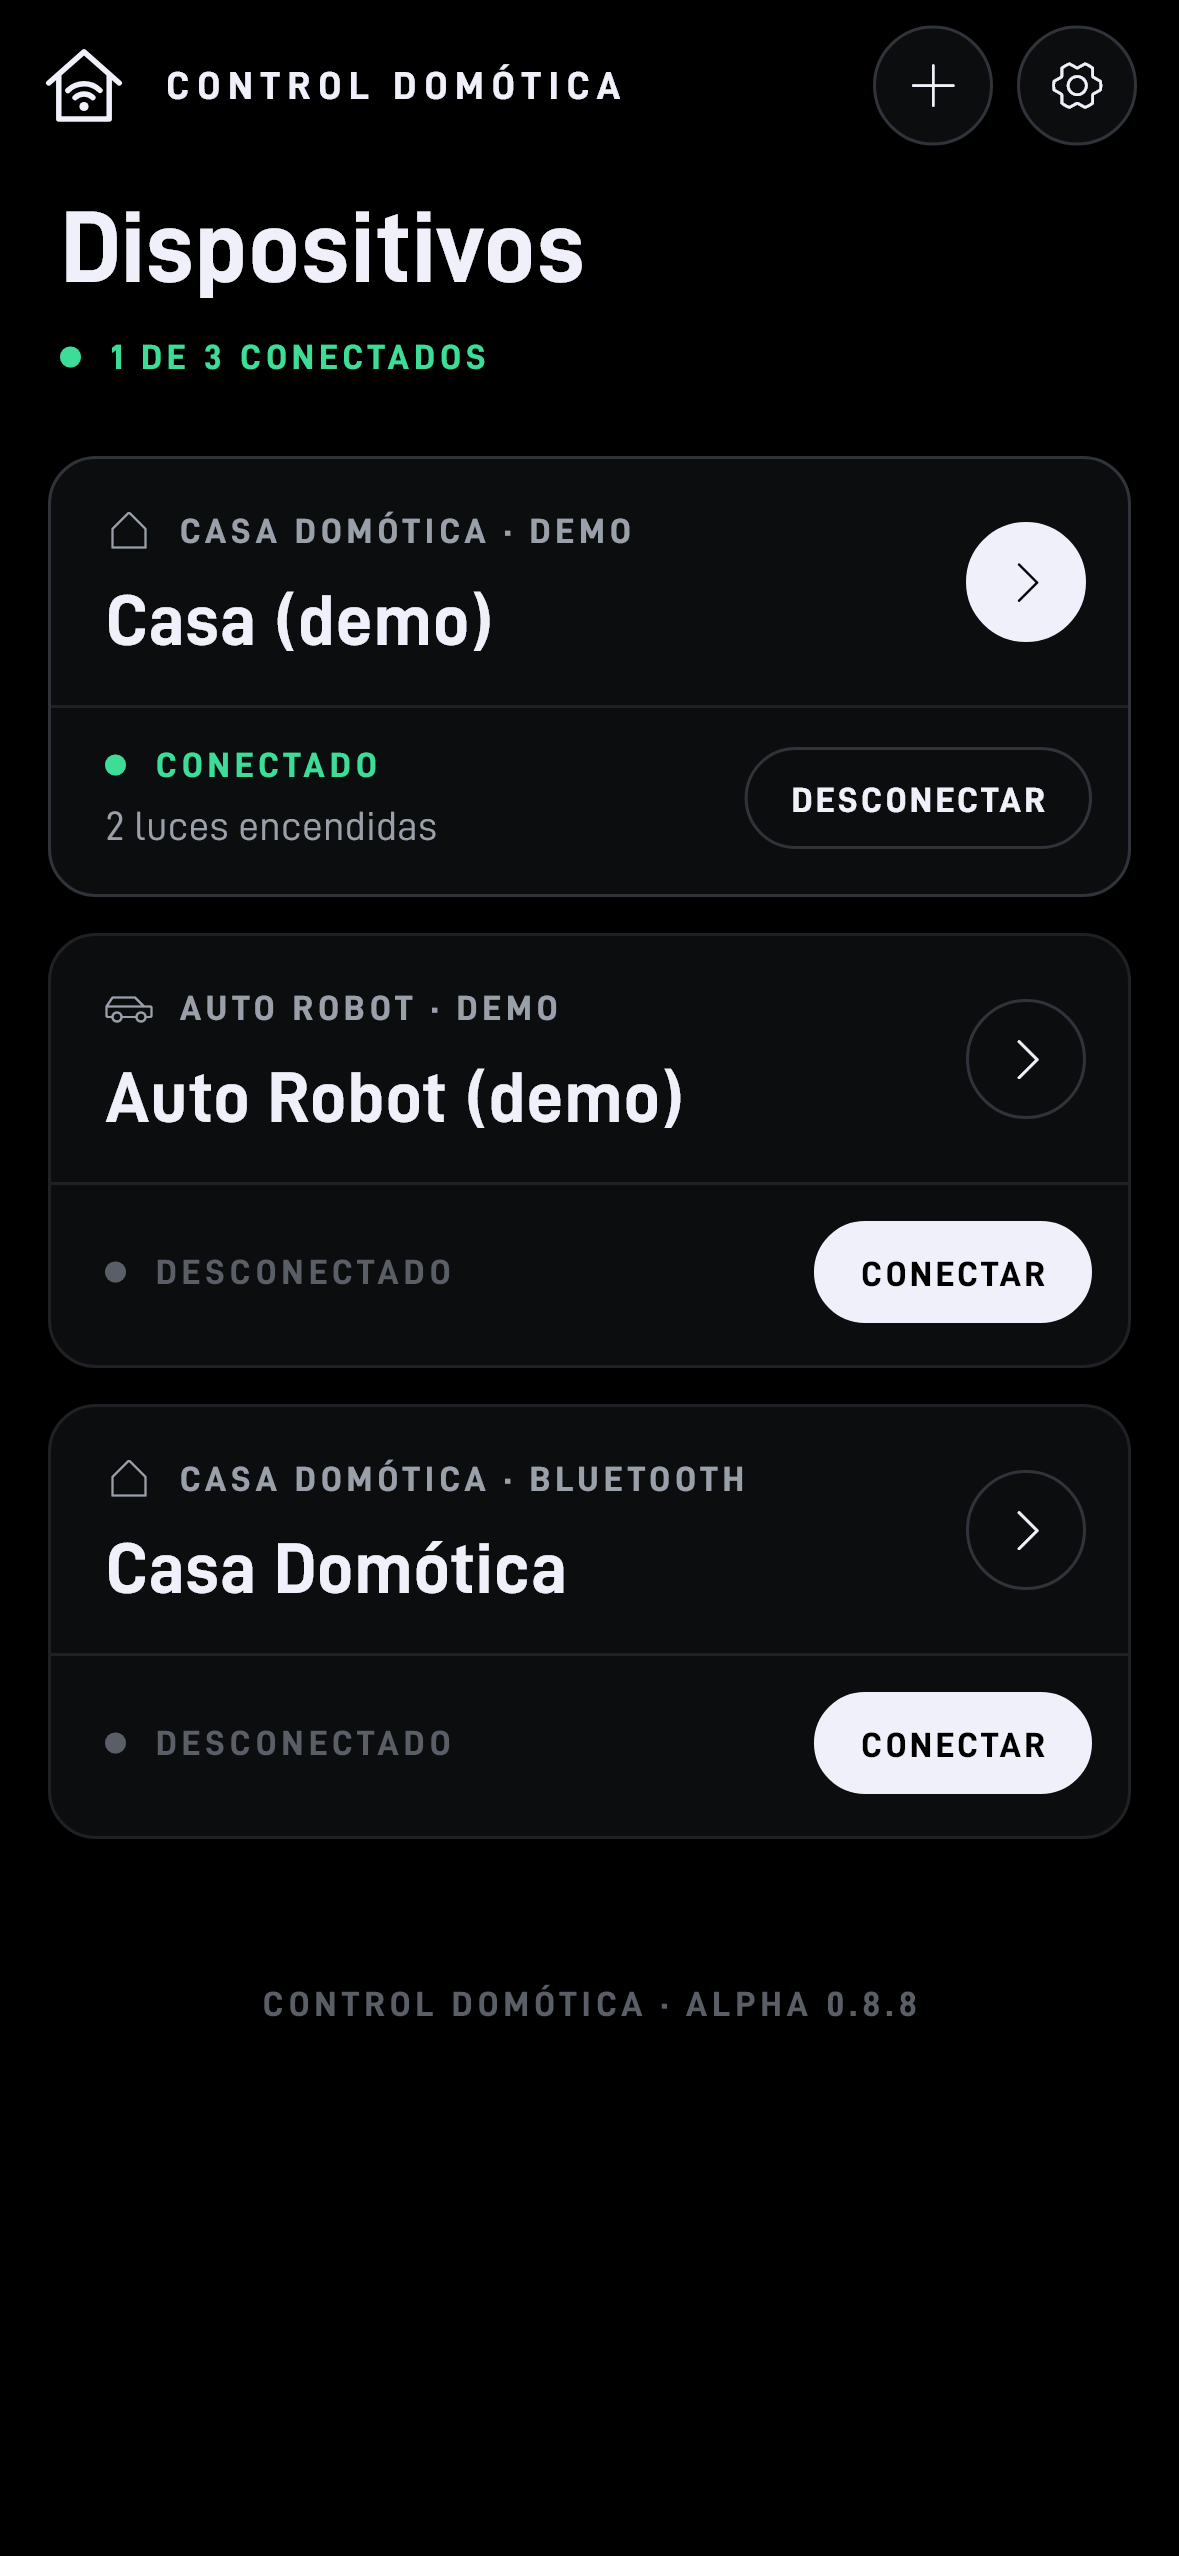 CONTROL DOMÓTICA
Dispositivos
1 DE 3 CONECTADOS
CASA DOMÓTICA · DEMO
Casa (demo)
CONECTADO
2 luces encendidas
DESCONECTAR
AUTO ROBOT · DEMO
Auto Robot (demo)
DESCONECTADO
CONECTAR
CASA DOMÓTICA · BLUETOOTH
Casa Domótica
DESCONECTADO
CONECTAR
CONTROL DOMÓTICA · ALPHA 0.8.8